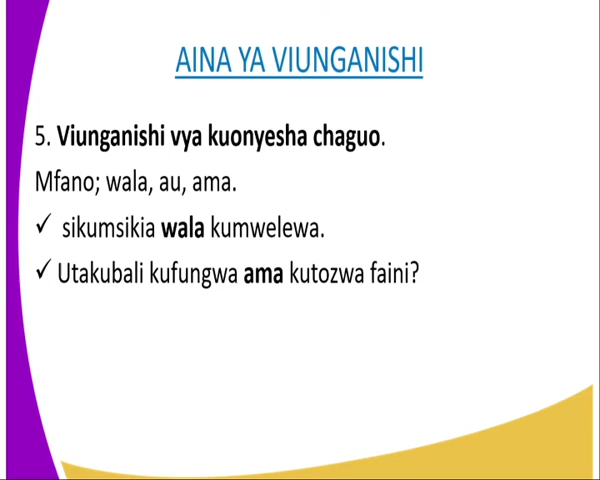 AINA YA VIUNGANISHI
5. Viunganishi vya kuonyesha chaguo.
Mfano; wala, au, ama.
✓ sikumsikia wala kumwelewa.
✓ Utakubali kufungwa ama kutozwa faini?